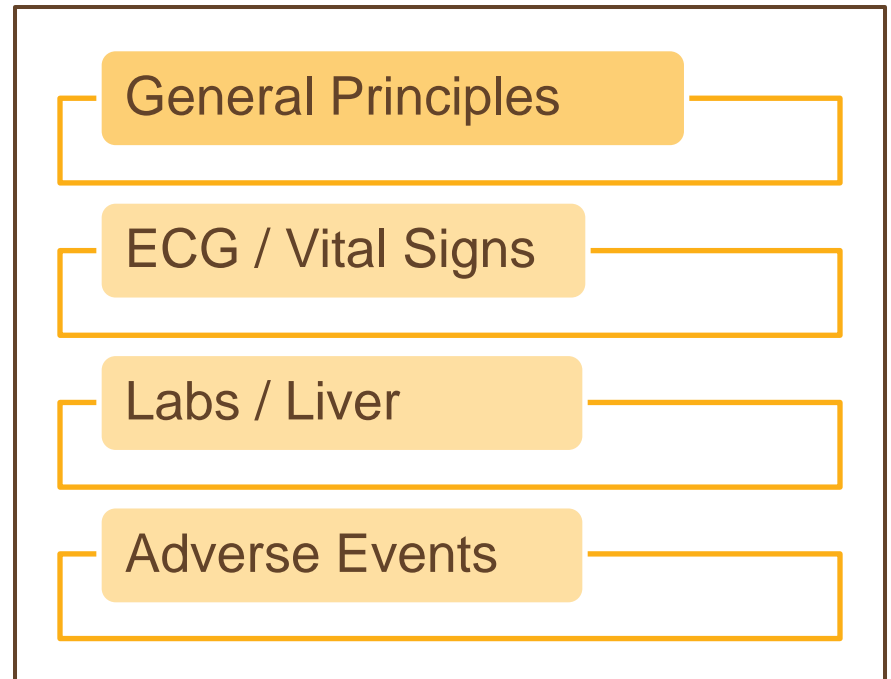 General Principles
ECG / Vital Signs
Labs / Liver
Adverse Events